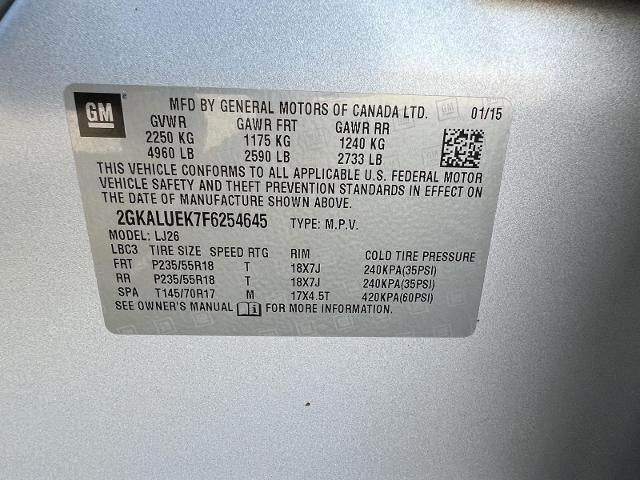 GM
MFD BY GENERAL MOTORS OF CANADA LTD. 01/15
GVWR GAWR FRT GAWR RR
2250 KG 1175 KG 1240 KG
4960 LB 2590 LB 2733 LB
THIS VEHICLE CONFORMS TO ALL APPLICABLE U.S. FEDERAL MOTOR
VEHICLE SAFETY AND THEFT PREVENTION STANDARDS IN EFFECT ON
THE DATE OF MANUFACTURE SHOWN ABOVE.
2GKALUEK7F6254645 TYPE: M.P.V.
MODEL: LJ26
LBC3 TIRE SIZE SPEED RTG RIM COLD TIRE PRESSURE
FRT P235/55R18 T 18X7J 240KPA(35PSI)
RR P235/55R18 T 18X7J 240KPA(35PSI)
SPA T145/70R17 M 17X4.5T 420KPA(60PSI)
SEE OWNER'S MANUAL FOR MORE INFORMATION.